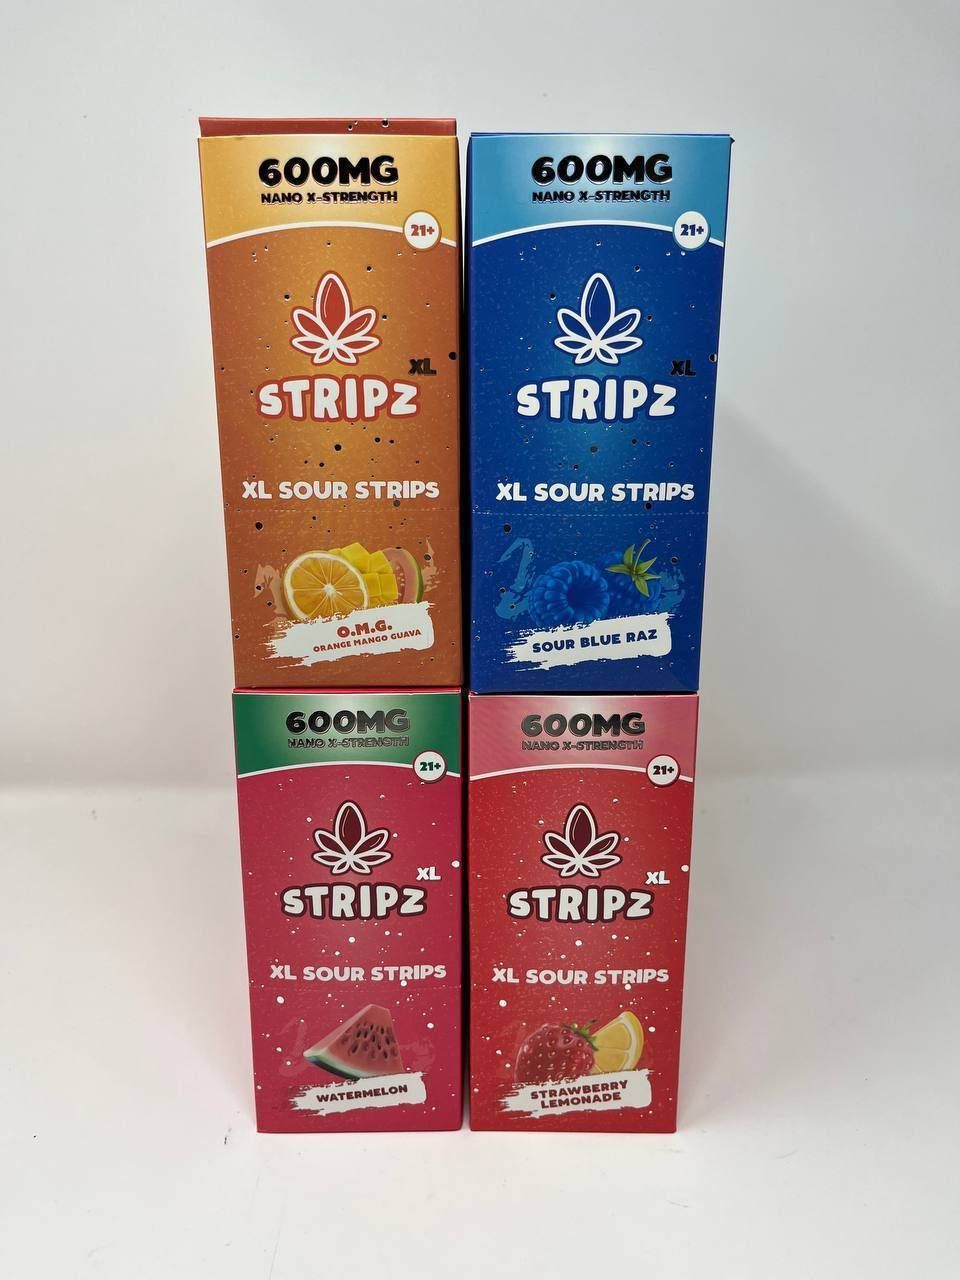 600MG
NANO X-STRENGTH
21+
XL
STRIPZ
XL SOUR STRIPS
O.M.G.
ORANGE MANGO GUAVA
600MG
NANO X-STRENGTH
21+
XL
STRIPZ
XL SOUR STRIPS
SOUR BLUE RAZ
600MG
NANO X-STRENGTH
21+
XL
STRIPZ
XL SOUR STRIPS
WATERMELON
600MG
NANO X-STRENGTH
21+
XL
STRIPZ
XL SOUR STRIPS
STRAWBERRY
LEMONADE